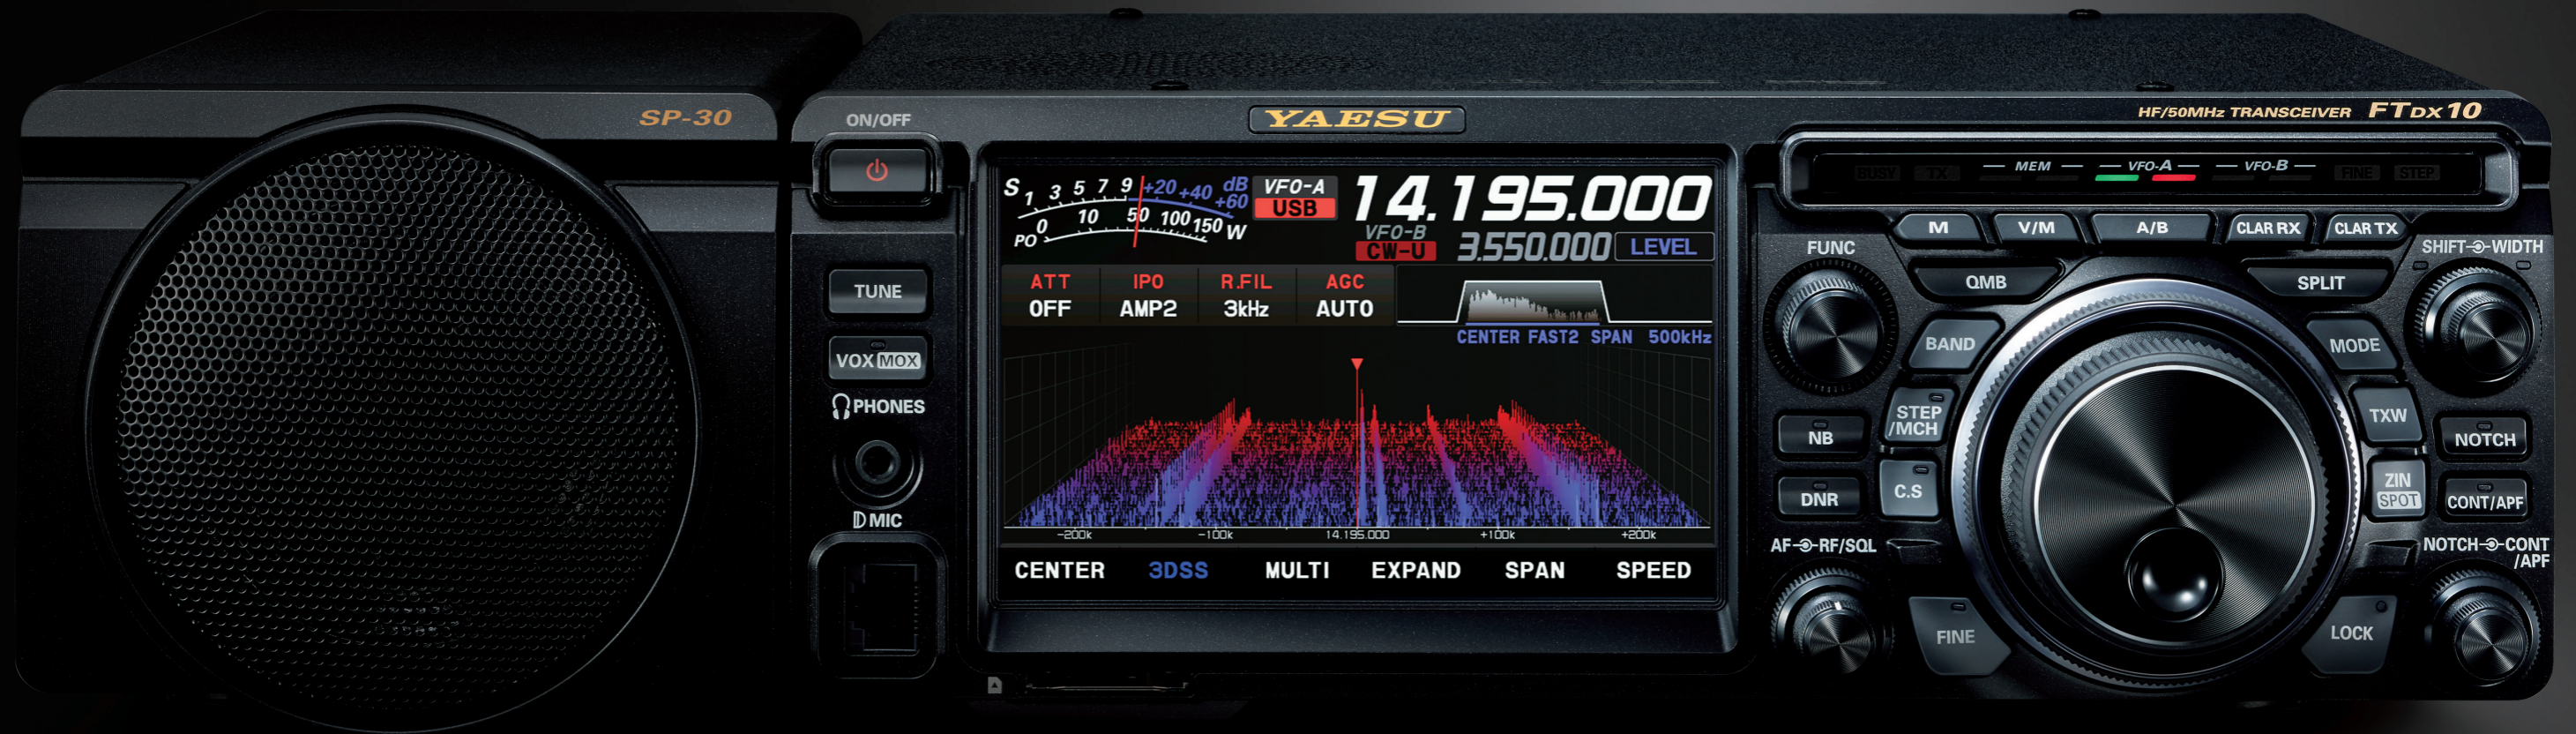 SP-30
ON/OFF
YAESU
HF/50MHz TRANSCEIVER FTDX10
BUSY TX MEM VFO-A VFO-B FINE STEP
S 1 3 5 7 9 +20 +40 +60 dB
PO 0 10 50 100 150 W
VFO-A
USB
14.195.000
VFO-B
CW-U
3.550.000
LEVEL
ATT IPO R.FIL AGC
OFF AMP2 3kHz AUTO
CENTER FAST2 SPAN 500kHz
-200k -100k 14.195.000 +100k +200k
CENTER 3DSS MULTI EXPAND SPAN SPEED
TUNE
VOX MOX
PHONES
MIC
M V/M A/B CLAR RX CLAR TX
FUNC
SHIFT WIDTH
QMB SPLIT
BAND MODE
STEP
/MCH
TXW
NB
NOTCH
DNR
C.S
ZIN
SPOT
CONT/APF
AF RF/SQL
NOTCH CONT
/APF
FINE LOCK